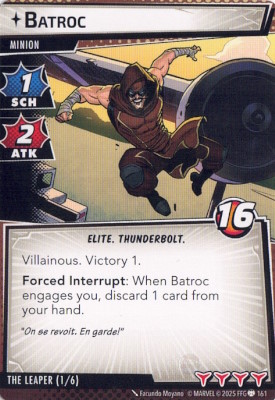 Batroc
MINION
1
SCH
2
ATK
16
ELITE. THUNDERBOLT.
Villainous. Victory 1.
Forced Interrupt: When Batroc
engages you, discard 1 card from
your hand.
"On se revoit. En garde!"
Facundo Moyano © MARVEL © 2025 FFG 161
THE LEAPER (1/6)